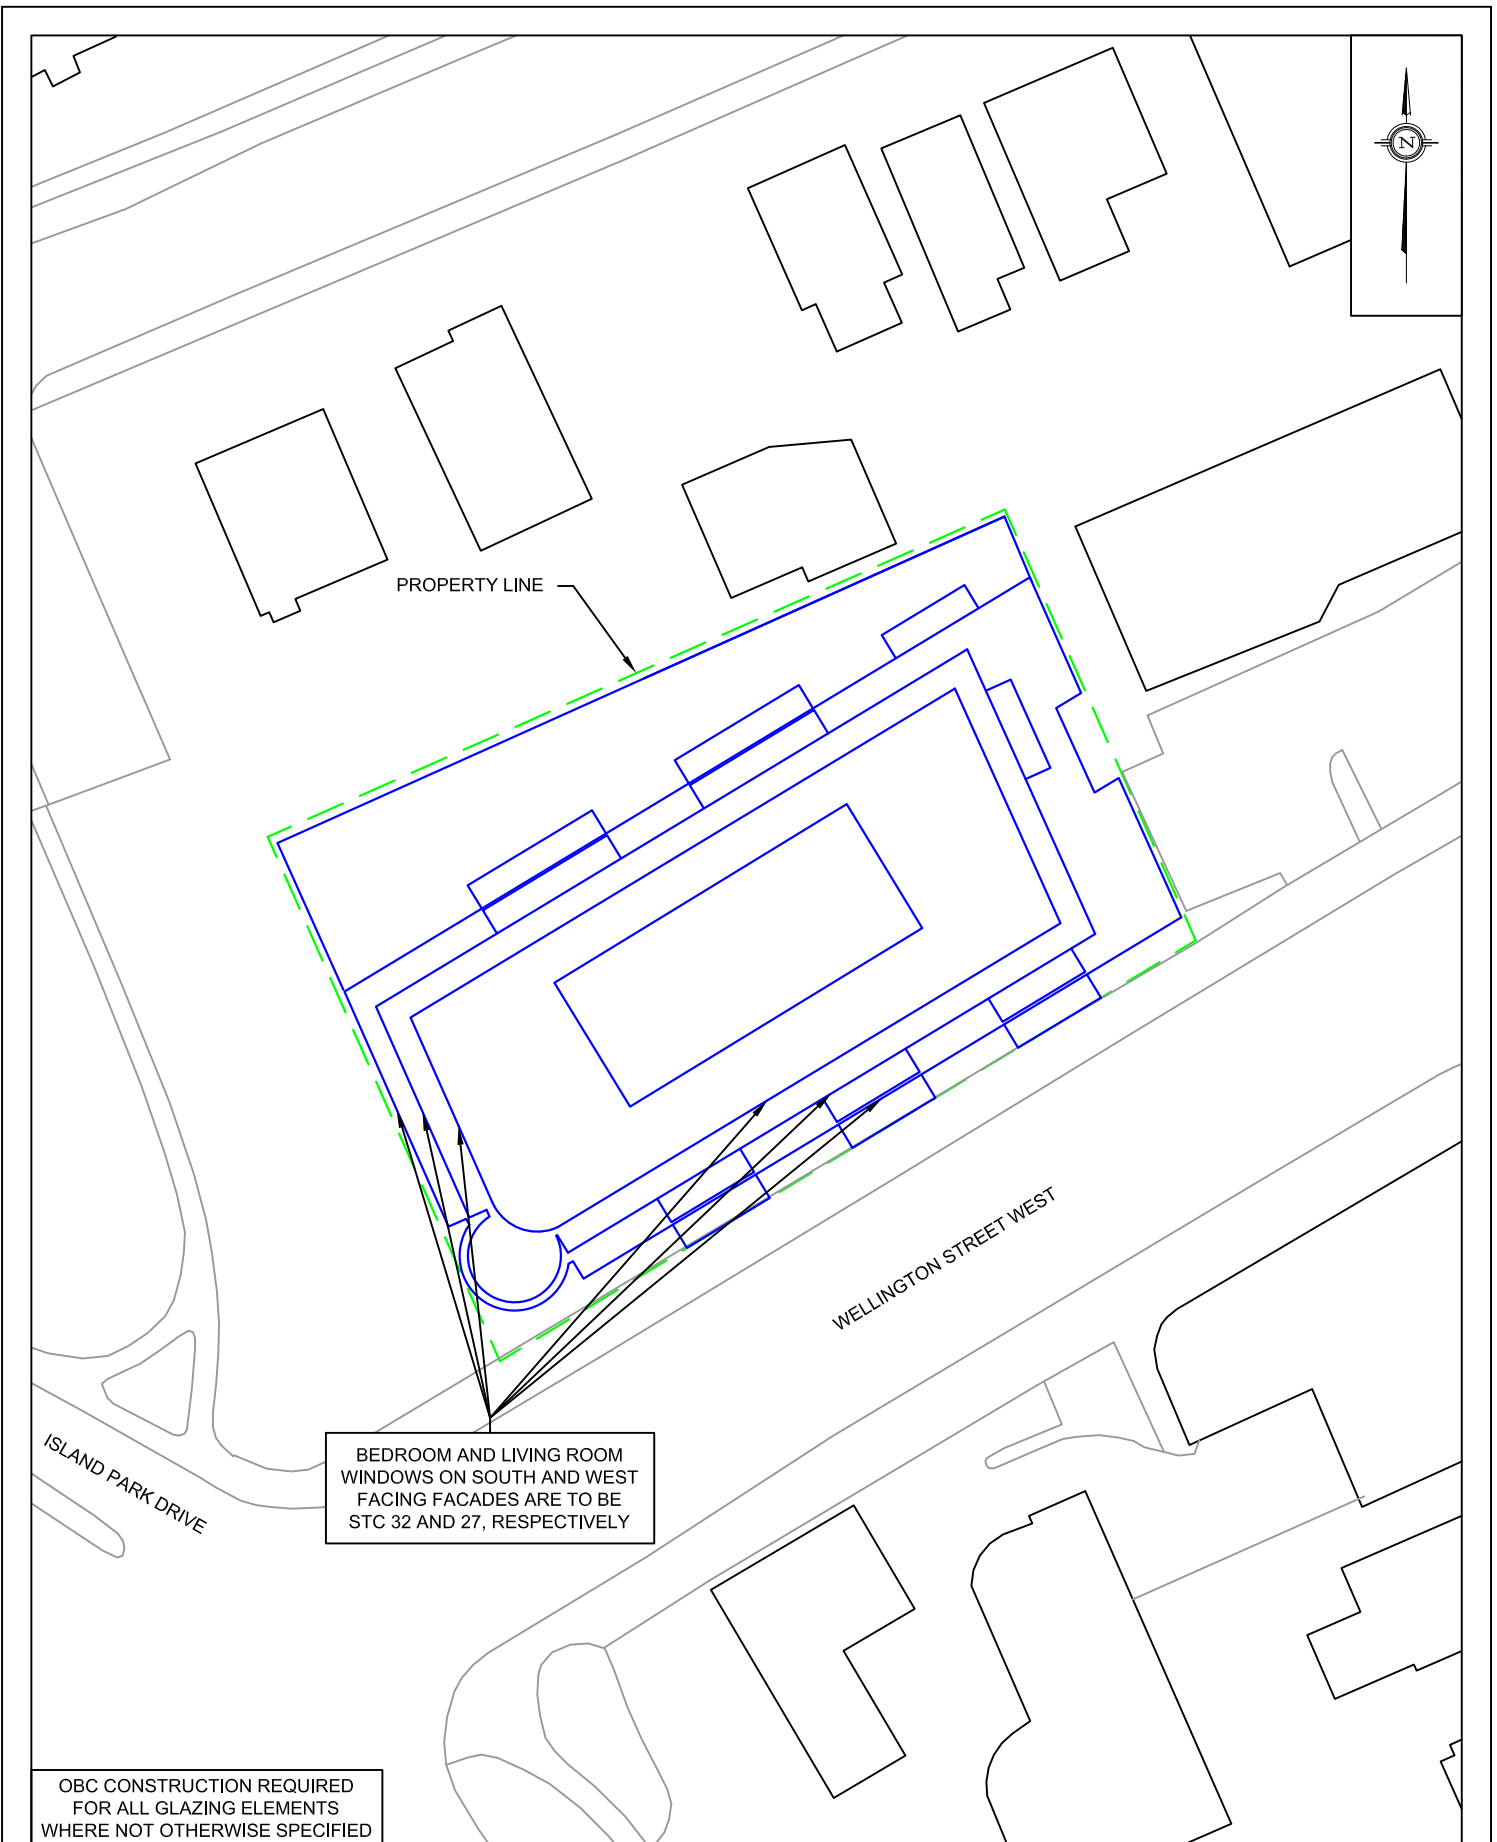 N
PROPERTY LINE
WELLINGTON STREET WEST
ISLAND PARK DRIVE
BEDROOM AND LIVING ROOM
WINDOWS ON SOUTH AND WEST
FACING FACADES ARE TO BE
STC 32 AND 27, RESPECTIVELY
OBC CONSTRUCTION REQUIRED
FOR ALL GLAZING ELEMENTS
WHERE NOT OTHERWISE SPECIFIED